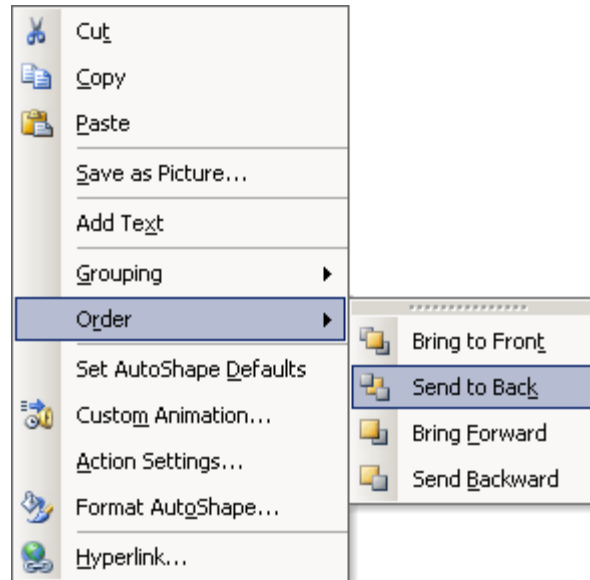 Cut
Copy
Paste
Save as Picture...
Add Text
Grouping
Order
Set AutoShape Defaults
Custom Animation...
Action Settings...
Format AutoShape...
Hyperlink...
Bring to Front
Send to Back
Bring Forward
Send Backward